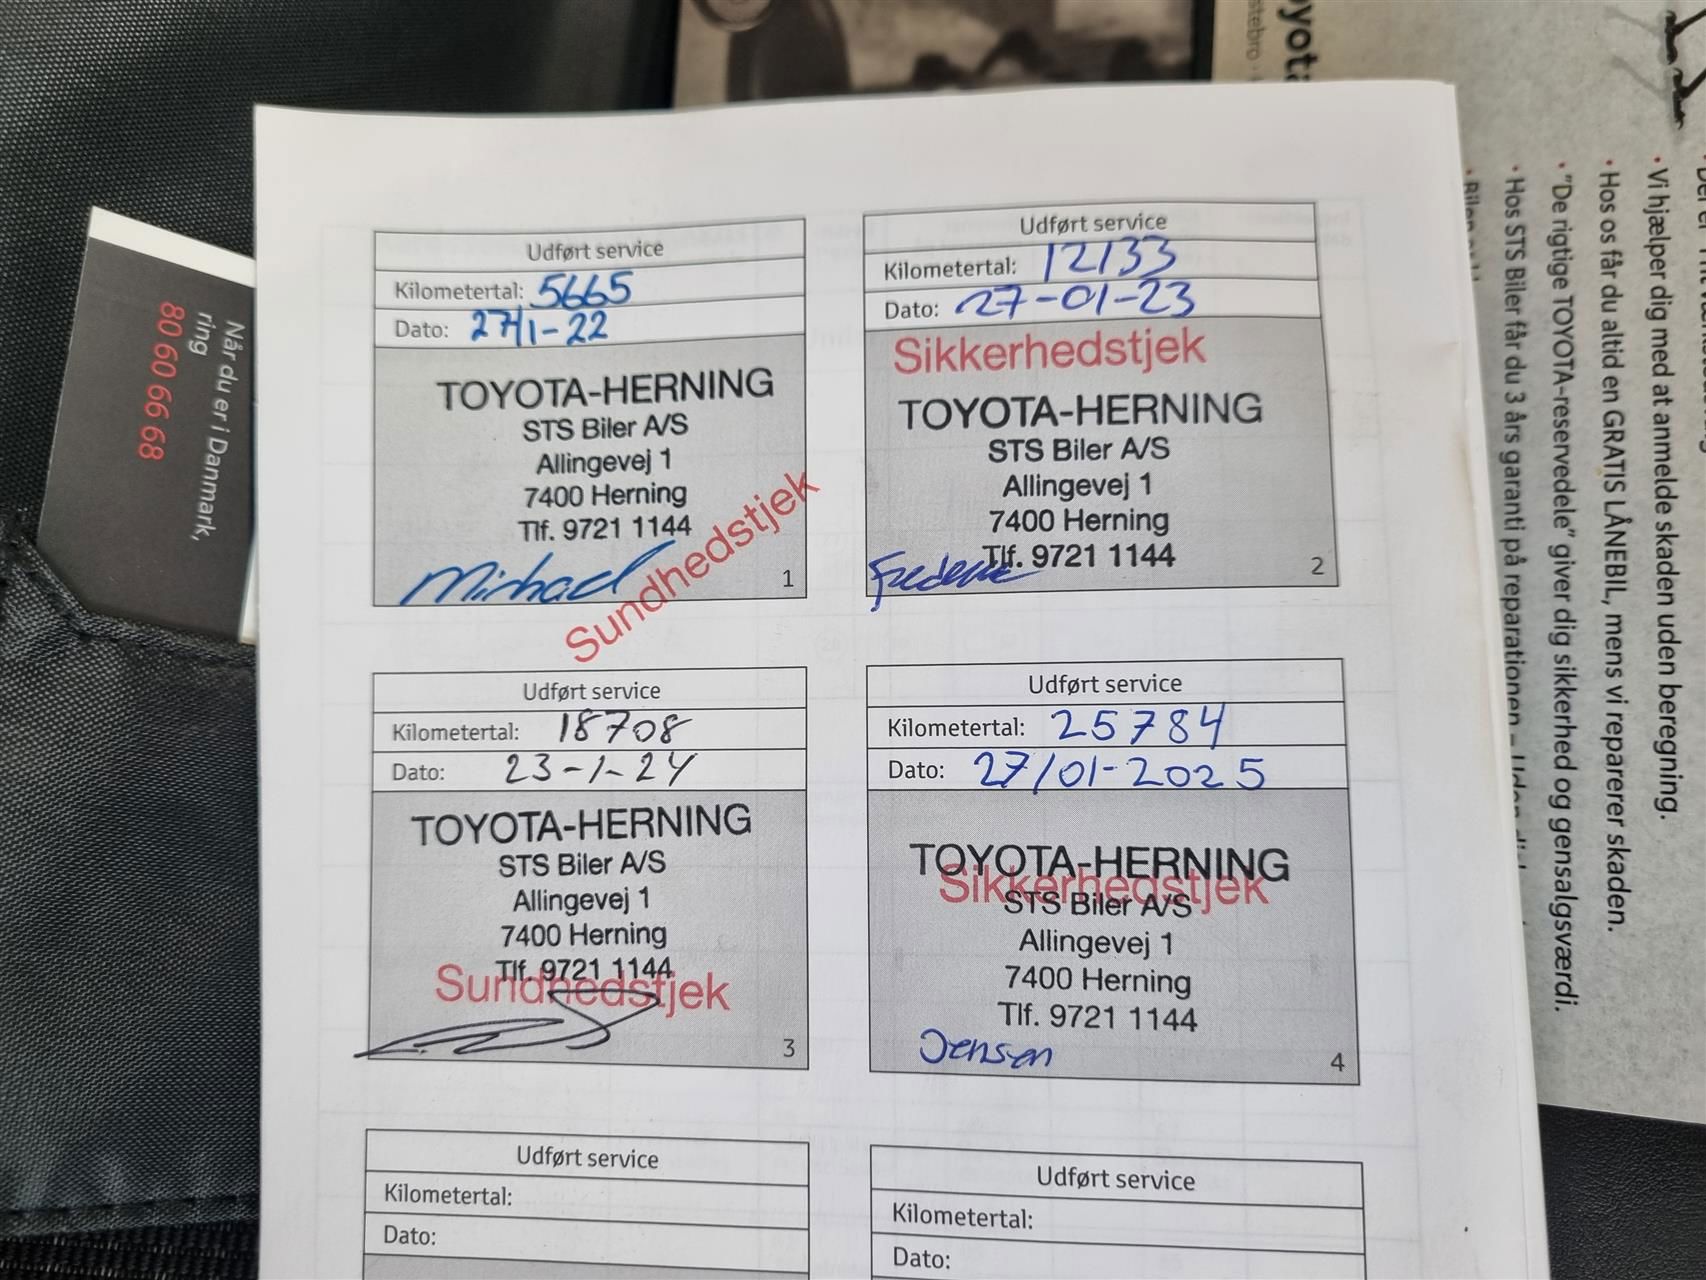 Udført service
Kilometertal: 5665
Dato: 27/1-22
TOYOTA-HERNING
STS Biler A/S
Allingevej 1
7400 Herning
Tlf. 9721 1144
Michael
Sundhedstjek
1
Udført service
Kilometertal: 12133
Dato: 27-01-23
Sikkerhedstjek
TOYOTA-HERNING
STS Biler A/S
Allingevej 1
7400 Herning
Tlf. 9721 1144
2
Udført service
Kilometertal: 18708
Dato: 23-1-24
TOYOTA-HERNING
STS Biler A/S
Allingevej 1
7400 Herning
Tlf. 9721 1144
Sundhedstjek
3
Udført service
Kilometertal: 25784
Dato: 27/01-2025
TOYOTA-HERNING
Sikkerhedstjek
STS Biler A/S
Allingevej 1
7400 Herning
Tlf. 9721 1144
Jensen
4
Udført service
Kilometertal:
Dato:
Udført service
Kilometertal:
Dato:
Når du er i Danmark,
ring
80 60 66 68
• Vi hjælper dig med at anmelde skaden uden beregning.
• Hos os får du altid en GRATIS LÅNEBIL, mens vi reparerer skaden.
• "De rigtige TOYOTA-reservedele" giver dig sikkerhed og gensalgsværdi.
• Hos STS Biler får du 3 års garanti på reparationen